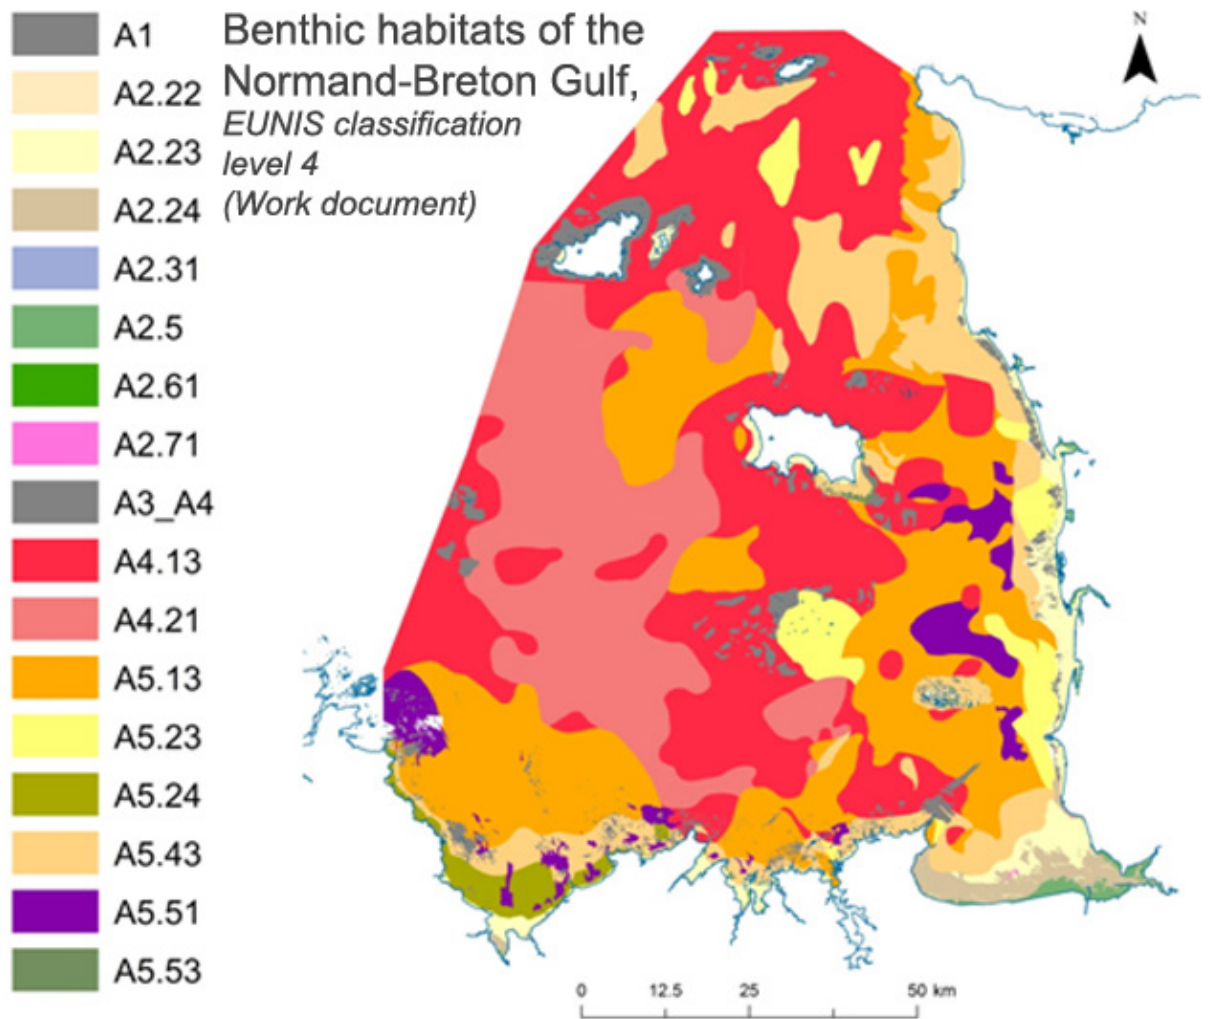 Benthic habitats of the
Normand-Breton Gulf,
EUNIS classification
level 4
(Work document)
A1
A2.22
A2.23
A2.24
A2.31
A2.5
A2.61
A2.71
A3_A4
A4.13
A4.21
A5.13
A5.23
A5.24
A5.43
A5.51
A5.53
N
0 12.5 25 50 km